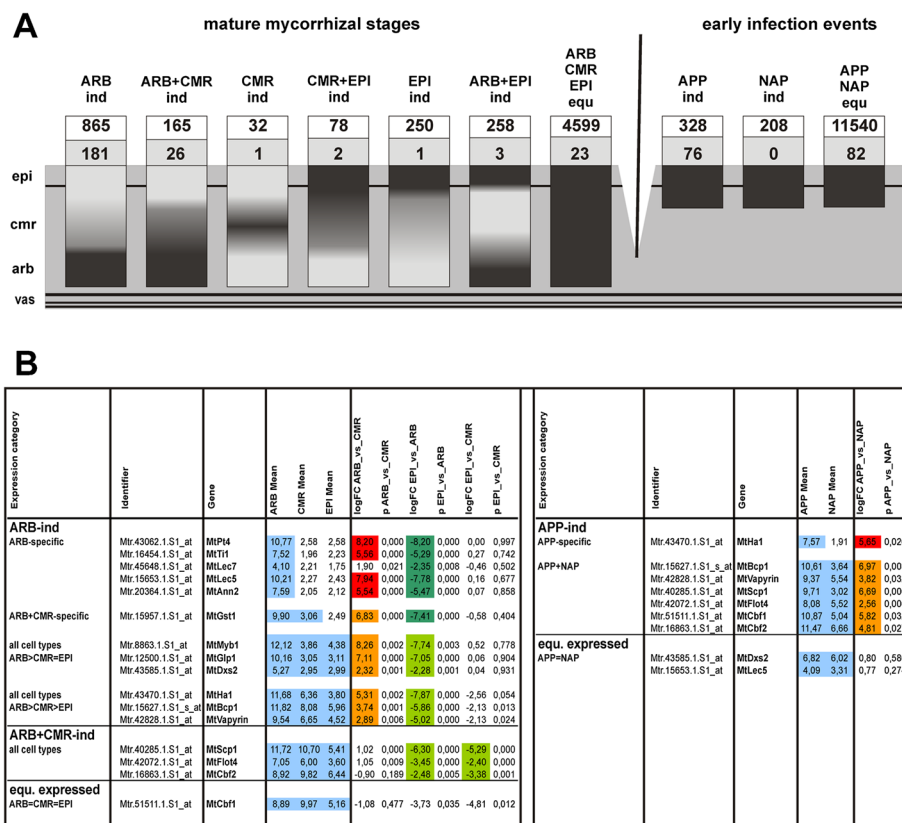 A
mature mycorrhizal stages
early infection events
ARB ind
ARB+CMR ind
CMR ind
CMR+EPI ind
EPI ind
ARB+EPI ind
ARB CMR EPI equ
APP ind
NAP ind
APP NAP equ
865 165 32 78 250 258 4599 328 208 11540
181 26 1 2 1 3 23 76 0 82
epi
cmr
arb
vas
B
Expression category Identifier Gene ARB Mean CMR Mean EPI Mean logFC ARB_vs_CMR p ARB_vs_CMR logFC EPI_vs_ARB p EPI_vs_ARB logFC EPI_vs_CMR p EPI_vs_CMR
ARB-ind
ARB-specific Mtr.43062.1.S1_at MtPt4 10,77 2,58 2,58 8,20 0,000 -8,20 0,000 0,00 0,997
Mtr.16454.1.S1_at MtTi1 7,52 1,96 2,23 5,56 0,000 -5,29 0,000 0,27 0,742
Mtr.45648.1.S1_at MtLec7 4,10 2,21 1,75 1,90 0,021 -2,35 0,008 -0,46 0,502
Mtr.15653.1.S1_at MtLec5 10,21 2,27 2,43 7,94 0,000 -7,78 0,000 0,16 0,677
Mtr.20364.1.S1_at MtAnn2 7,59 2,05 2,12 5,54 0,000 -5,47 0,000 0,07 0,858
ARB+CMR-specific Mtr.15957.1.S1_at MtGst1 9,90 3,06 2,49 6,83 0,000 -7,41 0,000 -0,58 0,404
all cell types Mtr.8863.1.S1_at MtMyb1 12,12 3,86 4,38 8,26 0,002 -7,74 0,003 0,52 0,778
ARB>CMR=EPI Mtr.12500.1.S1_at MtGlp1 10,16 3,05 3,11 7,11 0,000 -7,05 0,000 0,06 0,904
Mtr.43585.1.S1_at MtDxs2 5,27 2,95 2,99 2,32 0,001 -2,28 0,001 0,04 0,931
all cell types Mtr.43470.1.S1_at MtHa1 11,68 6,36 3,80 5,31 0,002 -7,87 0,000 -2,56 0,054
ARB>CMR>EPI Mtr.15627.1.S1_s_at MtBcp1 11,82 8,08 5,96 3,74 0,001 -5,86 0,000 -2,13 0,013
Mtr.42828.1.S1_at MtVapyrin 9,54 6,65 4,52 2,89 0,006 -5,02 0,000 -2,13 0,024
ARB+CMR-ind
all cell types Mtr.40285.1.S1_at MtScp1 11,72 10,70 5,41 1,02 0,000 -6,30 0,000 -5,29 0,000
Mtr.42072.1.S1_at MtFlot4 7,05 6,00 3,60 1,05 0,009 -3,45 0,000 -2,40 0,000
Mtr.16863.1.S1_at MtCbf2 8,92 9,82 6,44 -0,90 0,189 -2,48 0,005 -3,38 0,001
equ. expressed
ARB=CMR=EPI Mtr.51511.1.S1_at MtCbf1 8,89 9,97 5,16 -1,08 0,477 -3,73 0,035 -4,81 0,012
Expression category Identifier Gene APP Mean NAP Mean logFC APP_vs_NAP p APP_vs_NAP
APP-ind
APP-specific Mtr.43470.1.S1_at MtHa1 7,57 1,91 5,65 0,02
APP+NAP Mtr.15627.1.S1_s_at MtBcp1 10,61 3,64 6,97 0,00
Mtr.42828.1.S1_at MtVapyrin 9,37 5,54 3,82 0,03
Mtr.40285.1.S1_at MtScp1 9,71 3,02 6,69 0,00
Mtr.42072.1.S1_at MtFlot4 8,08 5,52 2,56 0,00
Mtr.51511.1.S1_at MtCbf1 10,87 5,04 5,82 0,03
Mtr.16863.1.S1_at MtCbf2 11,47 6,66 4,81 0,02
equ. expressed
APP=NAP Mtr.43585.1.S1_at MtDxs2 6,82 6,02 0,80 0,58
Mtr.15653.1.S1_at MtLec5 4,09 3,31 0,77 0,27